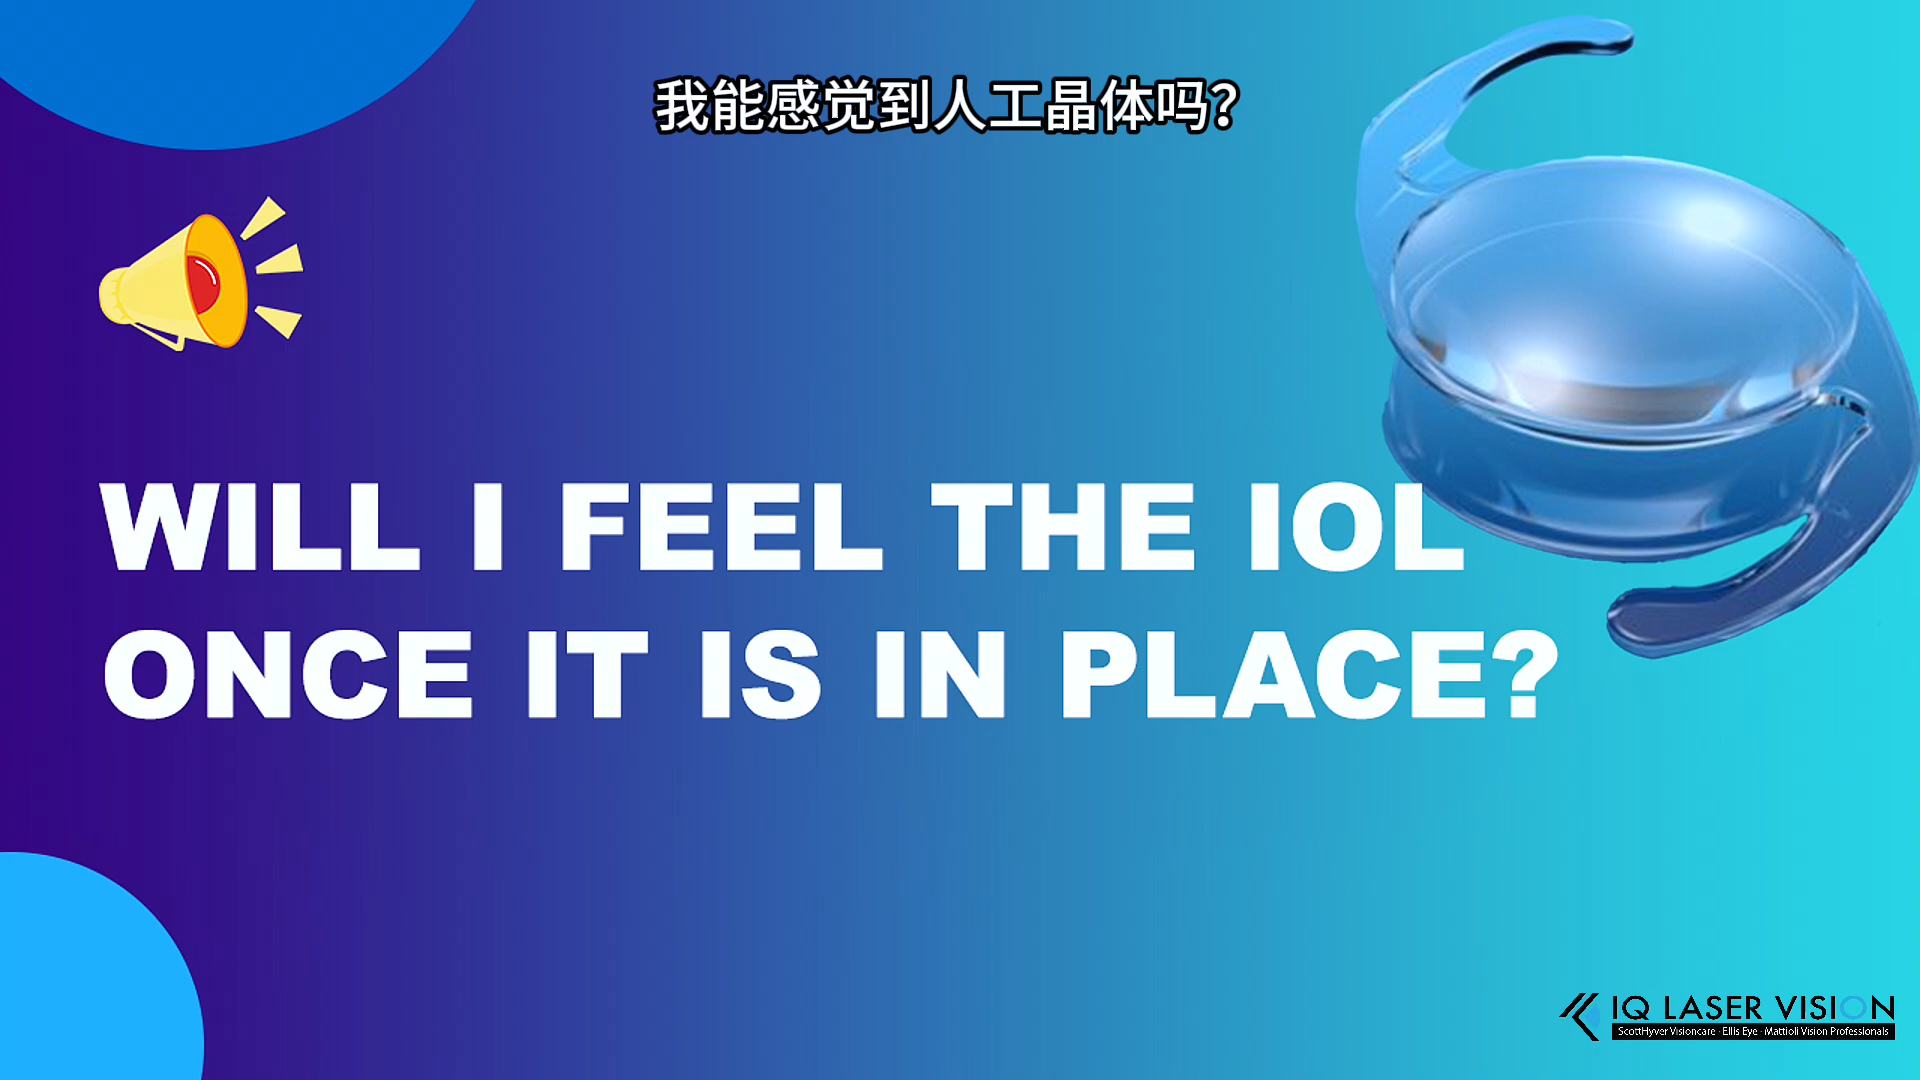 我能感觉到人工晶体吗?
WILL I FEEL THE IOL
ONCE IT IS IN PLACE?
IQ LASER VISION
ScottHyver Visioncare · Ellis Eye · Mattioli Vision Professionals